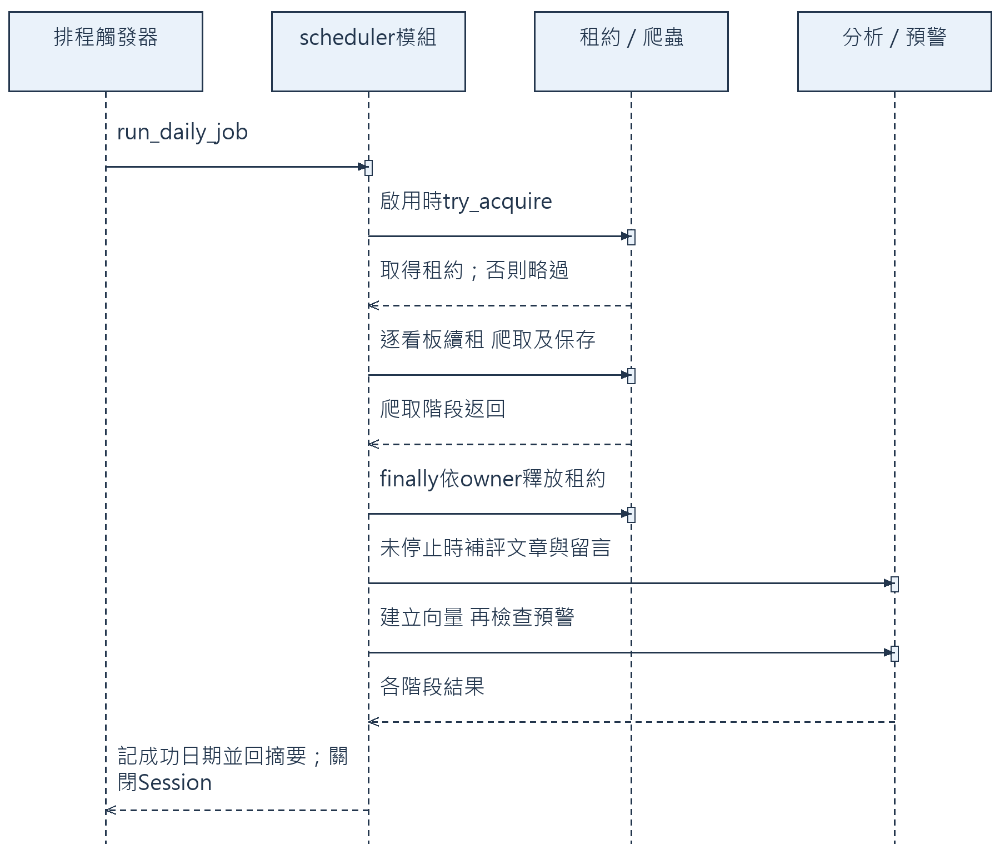 排程觸發器
scheduler模組
租約 / 爬蟲
分析 / 預警
run_daily_job
啟用時try_acquire
取得租約；否則略過
逐看板續租 爬取及保存
爬取階段返回
finally依owner釋放租約
未停止時補評文章與留言
建立向量 再檢查預警
各階段結果
記成功日期並回摘要；關
閉Session